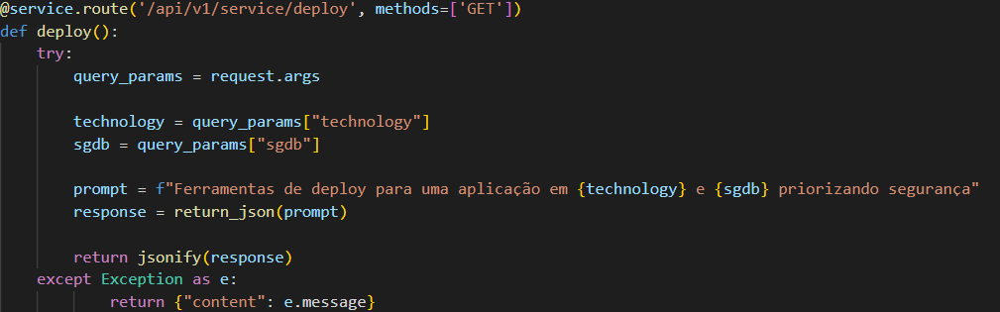 @service.route('/api/v1/service/deploy', methods=['GET'])
def deploy():
    try:
        query_params = request.args
        technology = query_params["technology"]
        sgdb = query_params["sgdb"]
        prompt = f"Ferramentas de deploy para uma aplicação em {technology} e {sgdb} priorizando segurança"
        response = return_json(prompt)
        return jsonify(response)
    except Exception as e:
            return {"content": e.message}